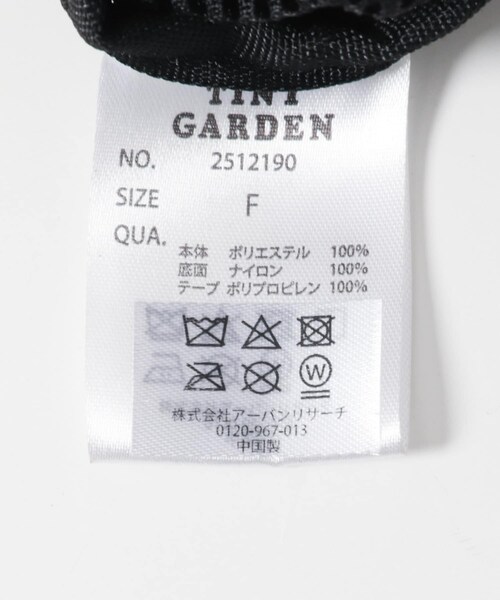 TINY
GARDEN
NO. 2512190
SIZE F
QUA.
本体 ポリエステル 100%
底面 ナイロン 100%
テープ ポリプロピレン 100%
W
株式会社アーバンリサーチ
0120-967-013
中国製